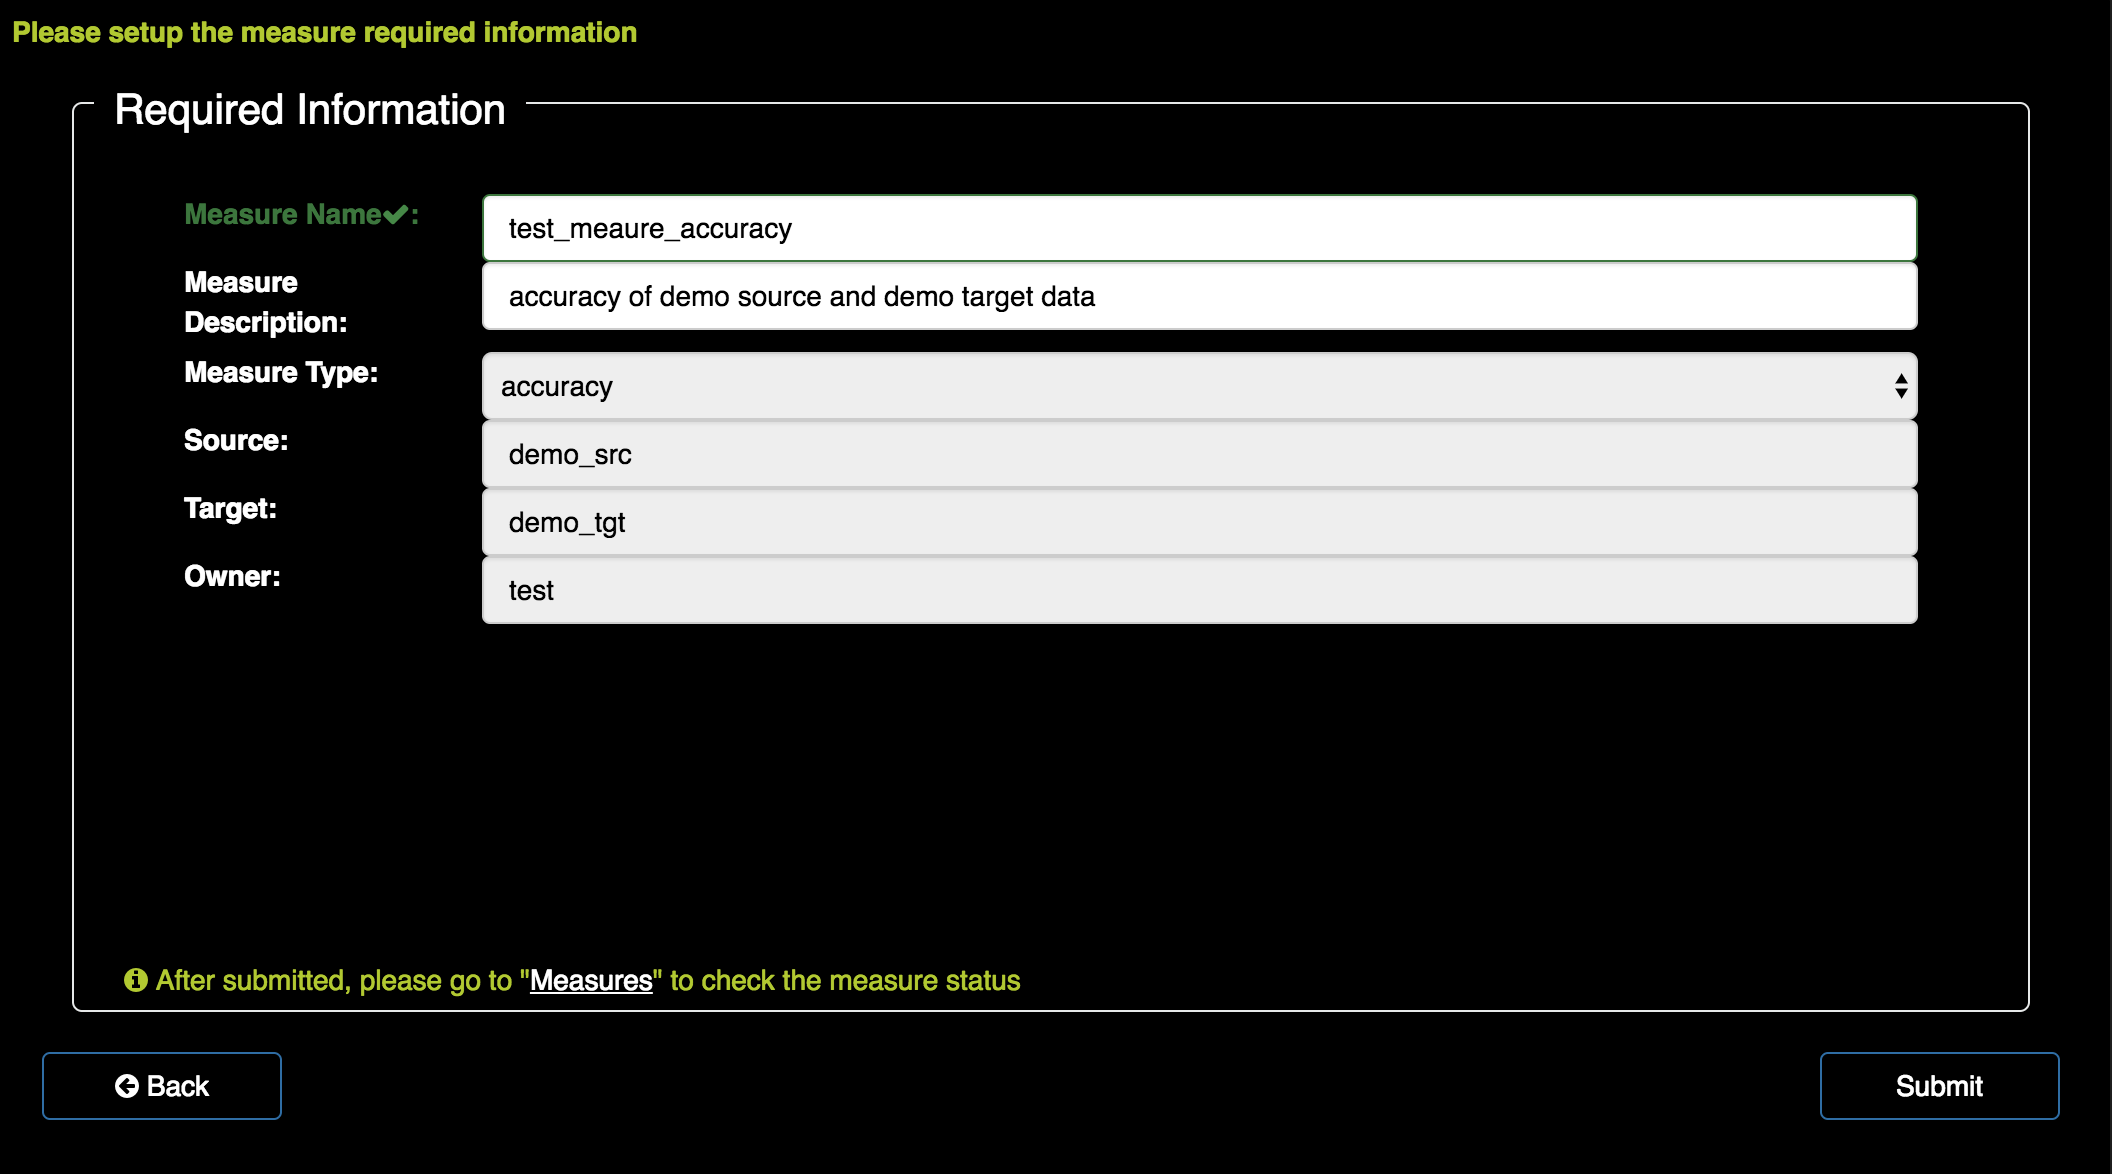 Please setup the measure required information
Required Information
Measure Name✔:
test_meaure_accuracy
Measure
Description:
accuracy of demo source and demo target data
Measure Type:
accuracy
Source:
demo_src
Target:
demo_tgt
Owner:
test
After submitted, please go to "Measures" to check the measure status
Back
Submit